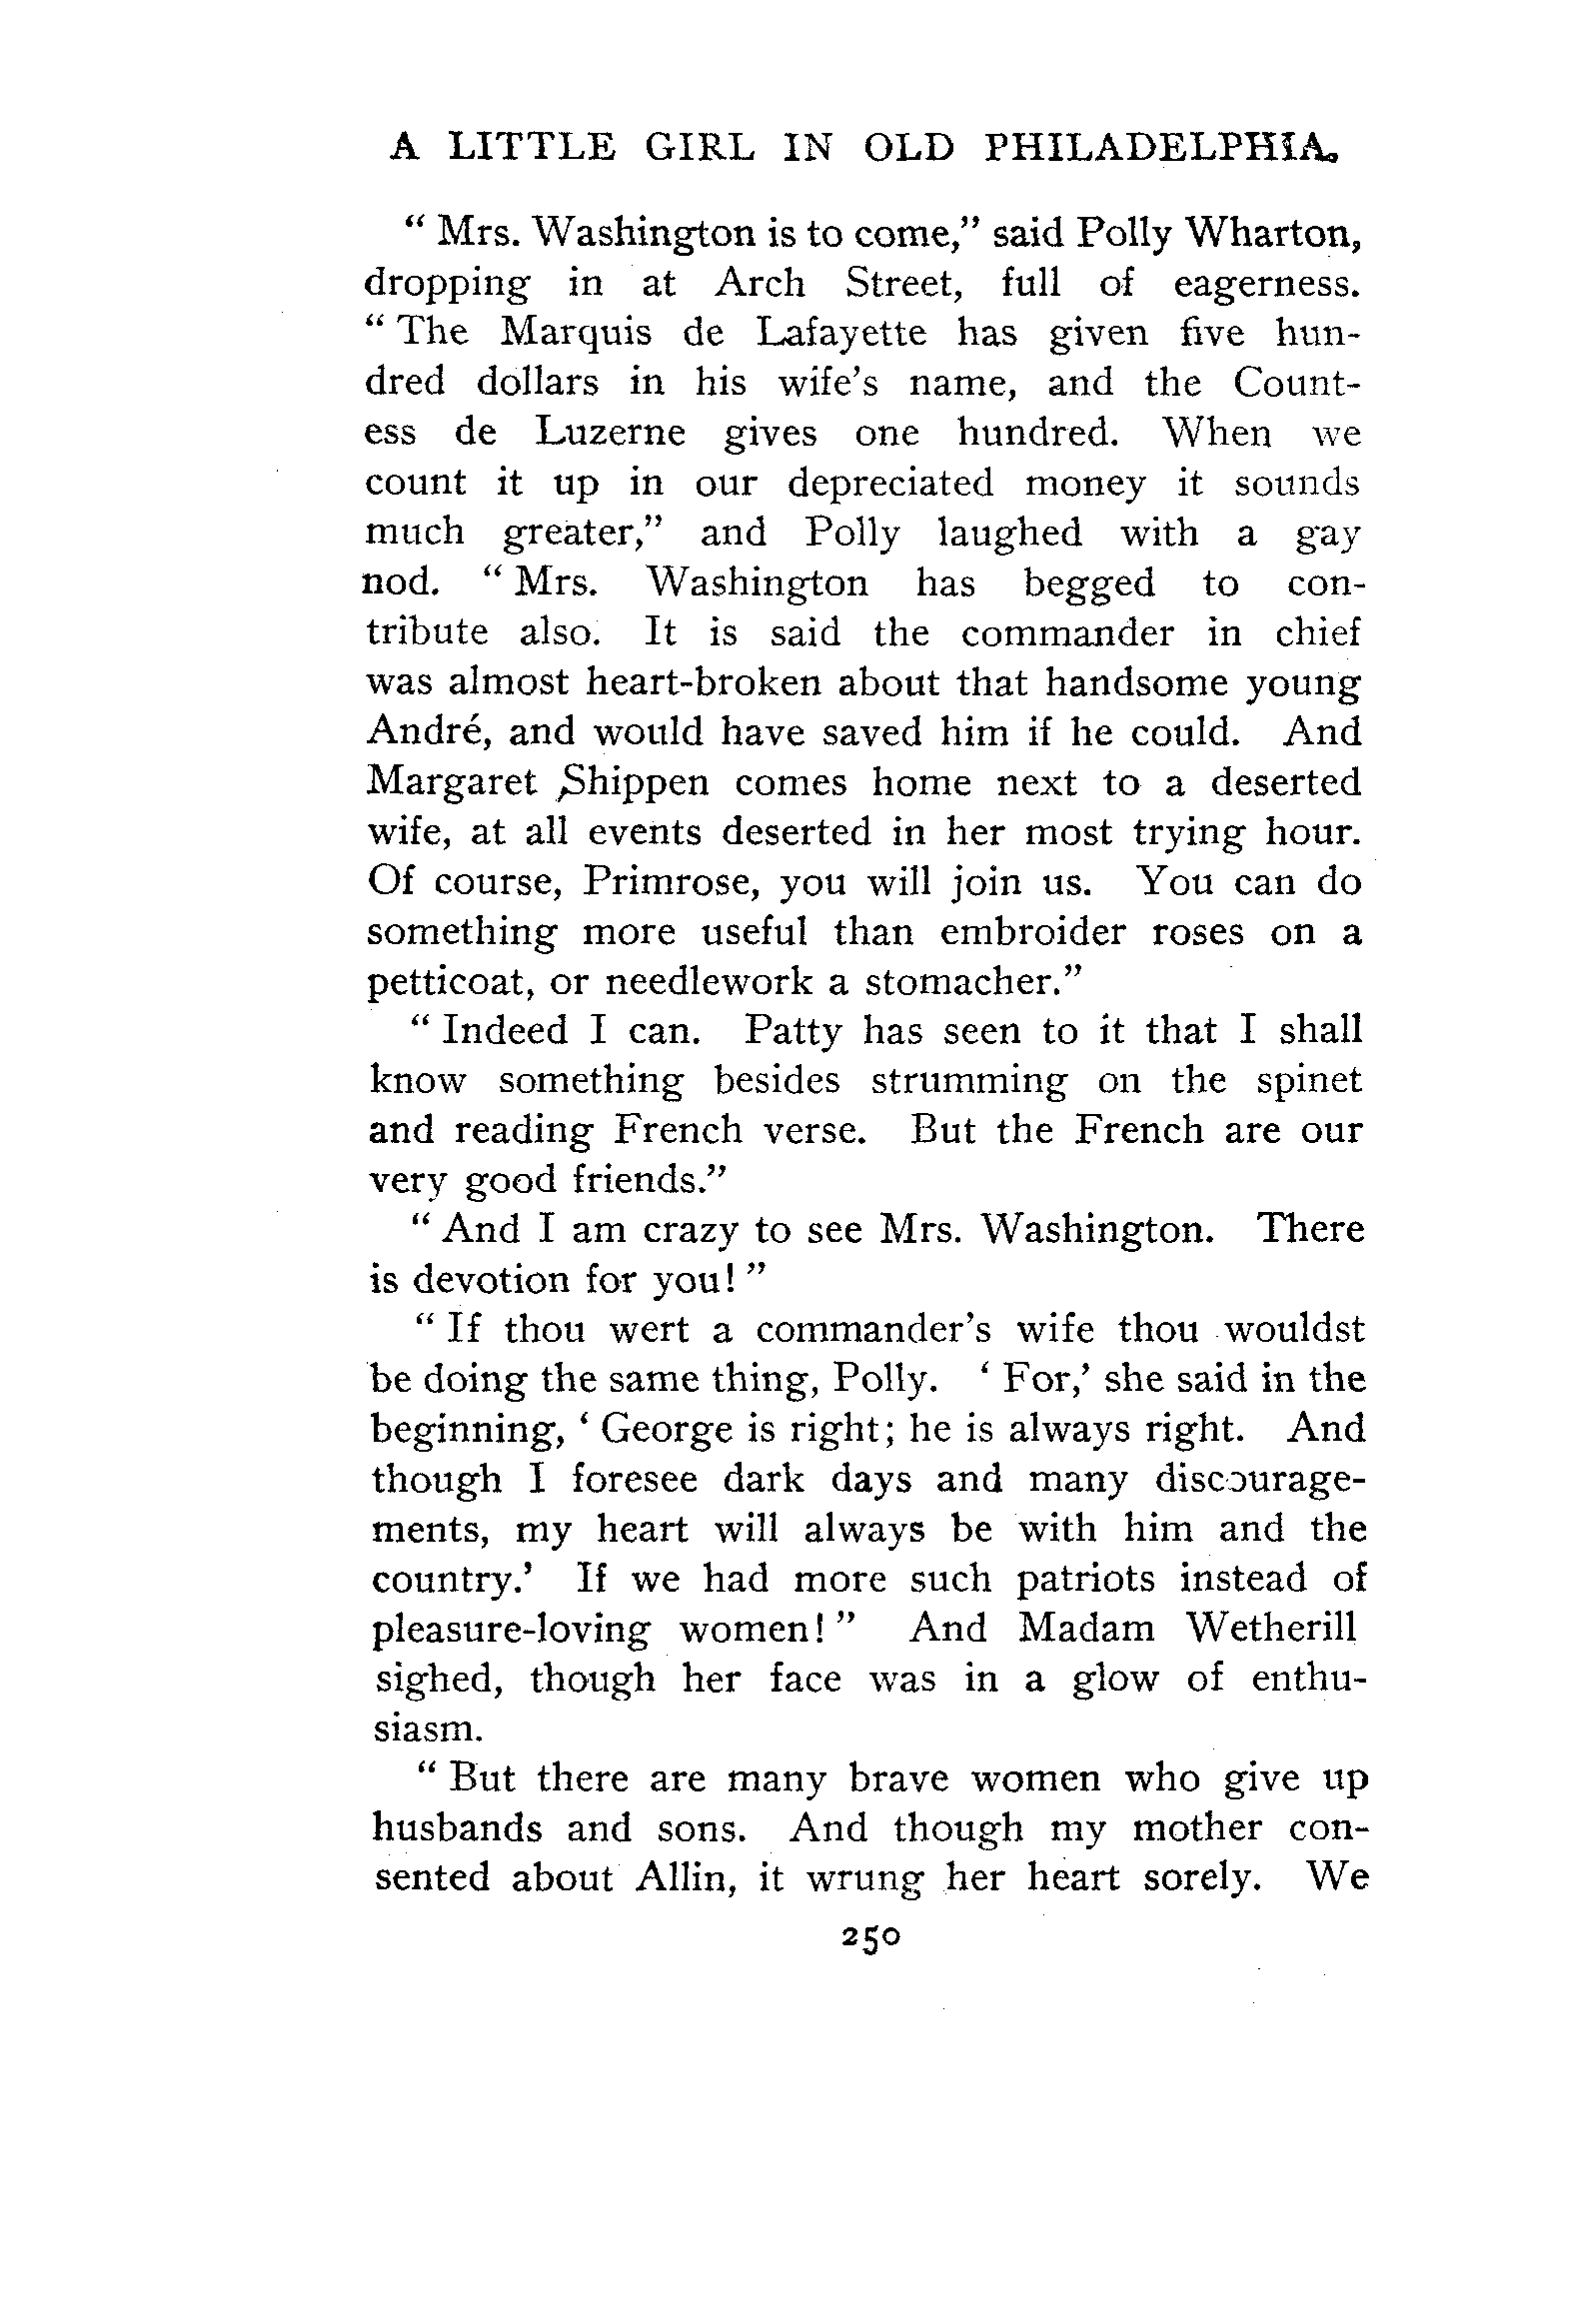 A LITTLE GIRL IN OLD PHILADELPHIA.
“ Mrs. Washington is to come,” said Polly Wharton,
dropping in at Arch Street, full of eagerness.
“ The Marquis de Lafayette has given five hun-
dred dollars in his wife’s name, and the Count-
ess de Luzerne gives one hundred. When we
count it up in our depreciated money it sounds
much greater,” and Polly laughed with a gay
nod. “ Mrs. Washington has begged to con-
tribute also. It is said the commander in chief
was almost heart-broken about that handsome young
André, and would have saved him if he could. And
Margaret Shippen comes home next to a deserted
wife, at all events deserted in her most trying hour.
Of course, Primrose, you will join us. You can do
something more useful than embroider roses on a
petticoat, or needlework a stomacher.”
“ Indeed I can. Patty has seen to it that I shall
know something besides strumming on the spinet
and reading French verse. But the French are our
very good friends.”
“ And I am crazy to see Mrs. Washington. There
is devotion for you! ”
“ If thou wert a commander’s wife thou wouldst
be doing the same thing, Polly. ‘ For,’ she said in the
beginning, ‘ George is right; he is always right. And
though I foresee dark days and many discourage-
ments, my heart will always be with him and the
country.’ If we had more such patriots instead of
pleasure-loving women! ” And Madam Wetherill
sighed, though her face was in a glow of enthu-
siasm.
“ But there are many brave women who give up
husbands and sons. And though my mother con-
sented about Allin, it wrung her heart sorely. We
250